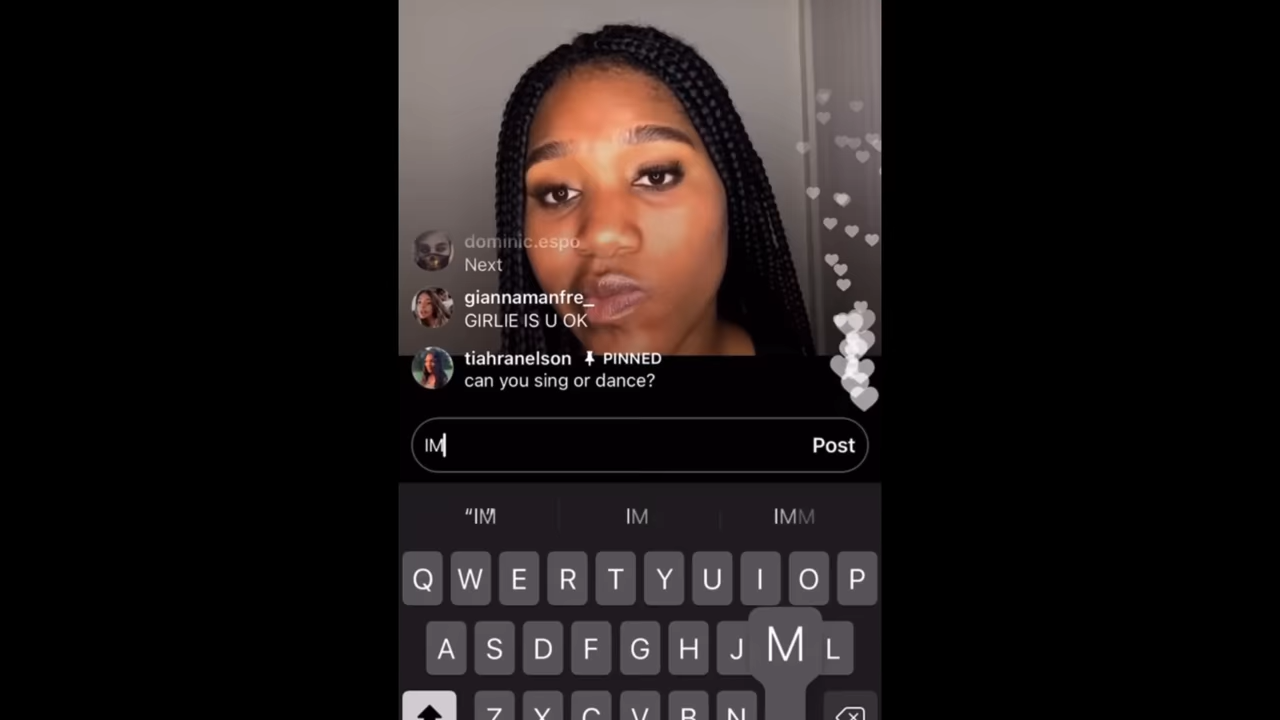 dominic.espo
Next
giannamanfre_
GIRLIE IS U OK
tiahranelson PINNED
can you sing or dance?
IM Post
“IM” IM IMM
Q W E R T Y U I O P
A S D F G H J M L
Z X C V B N